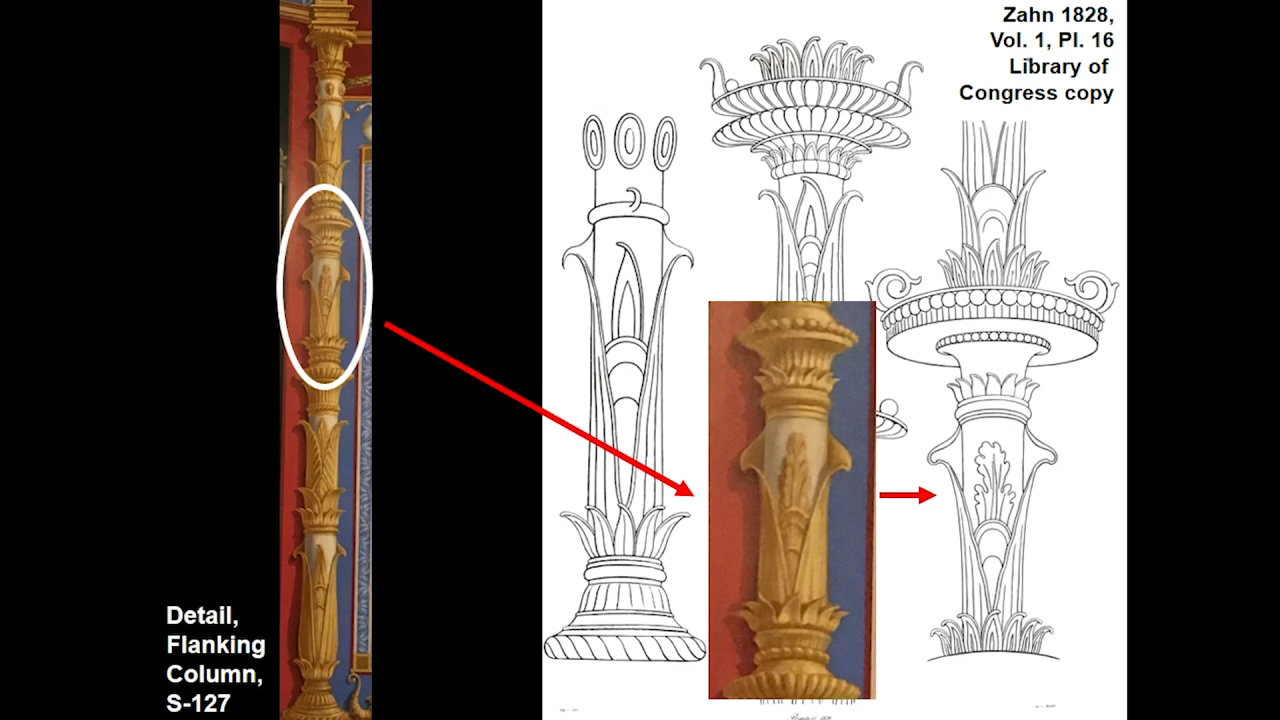 Zahn 1828,
Vol. 1, Pl. 16
Library of
Congress copy
Detail,
Flanking
Column,
S-127